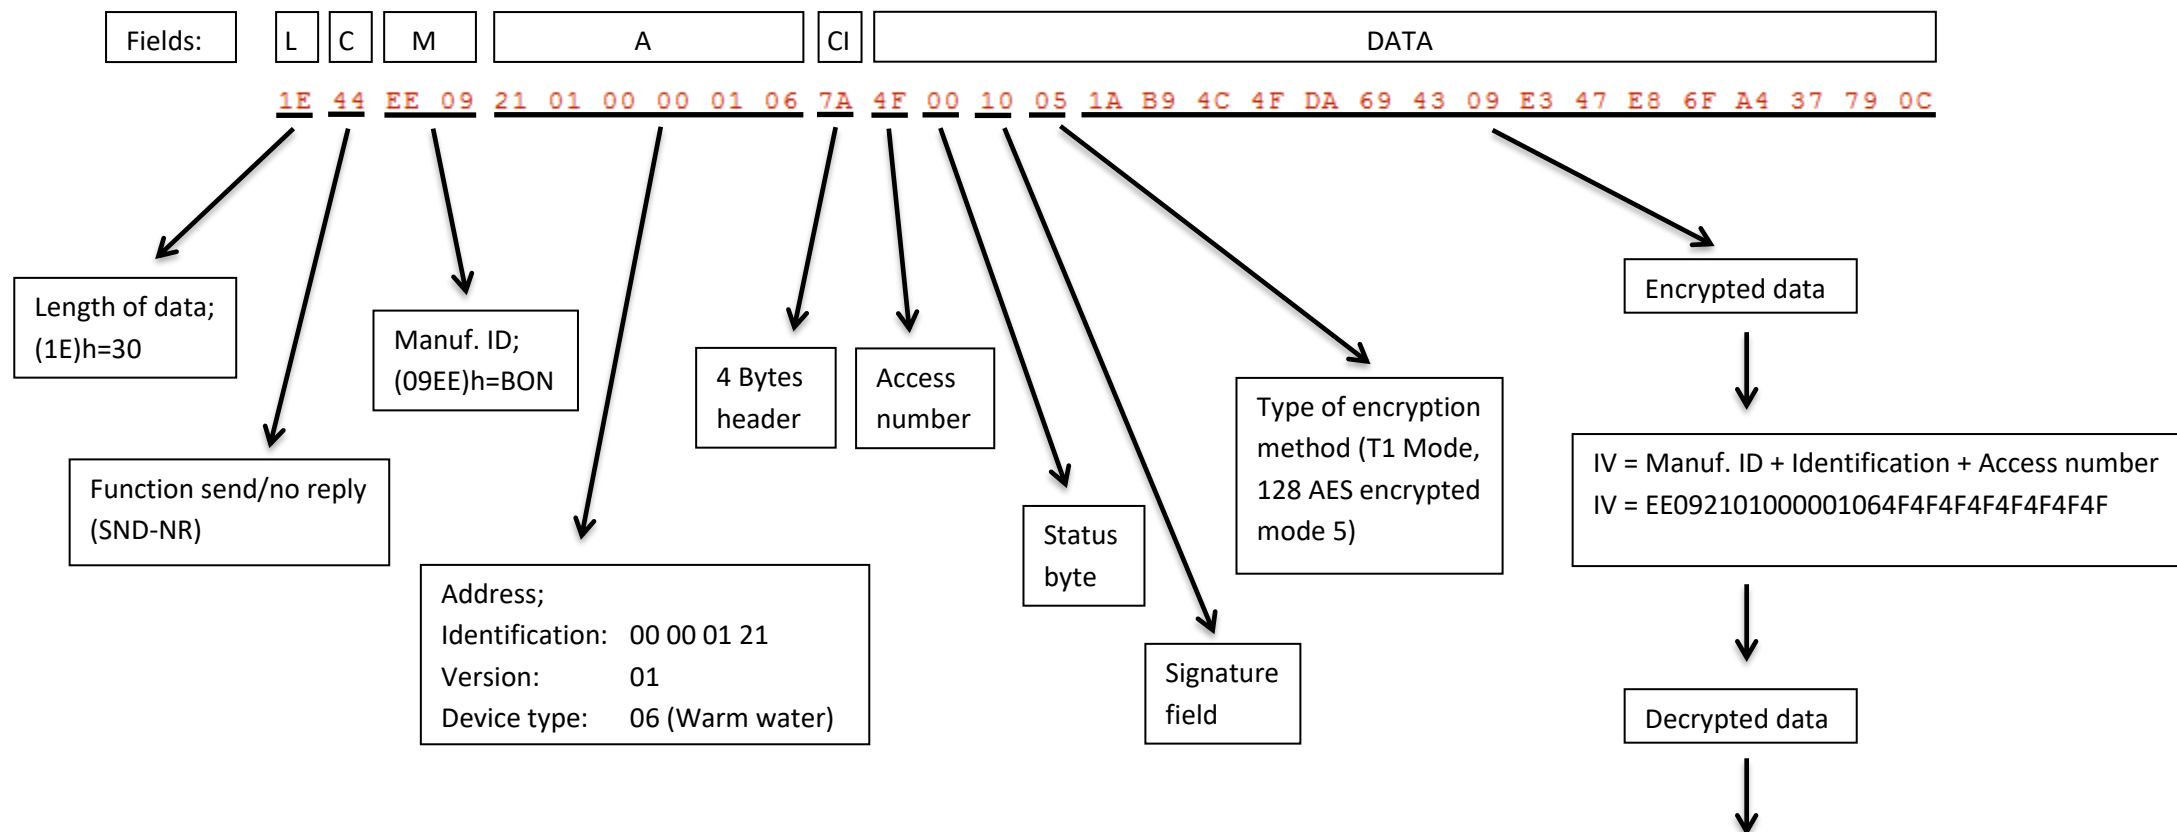 Fields: L C M A CI DATA
1E 44 EE 09 21 01 00 00 01 06 7A 4F 00 10 05 1A B9 4C 4F DA 69 43 09 E3 47 E8 6F A4 37 79 0C
Length of data;
(1E)h=30
Function send/no reply
(SND-NR)
Manuf. ID;
(09EE)h=BON
Address;
Identification: 00 00 01 21
Version: 01
Device type: 06 (Warm water)
4 Bytes
header
Access
number
Status
byte
Signature
field
Type of encryption
method (T1 Mode,
128 AES encrypted
mode 5)
Encrypted data
IV = Manuf. ID + Identification + Access number
IV = EE092101000001064F4F4F4F4F4F4F4F
Decrypted data